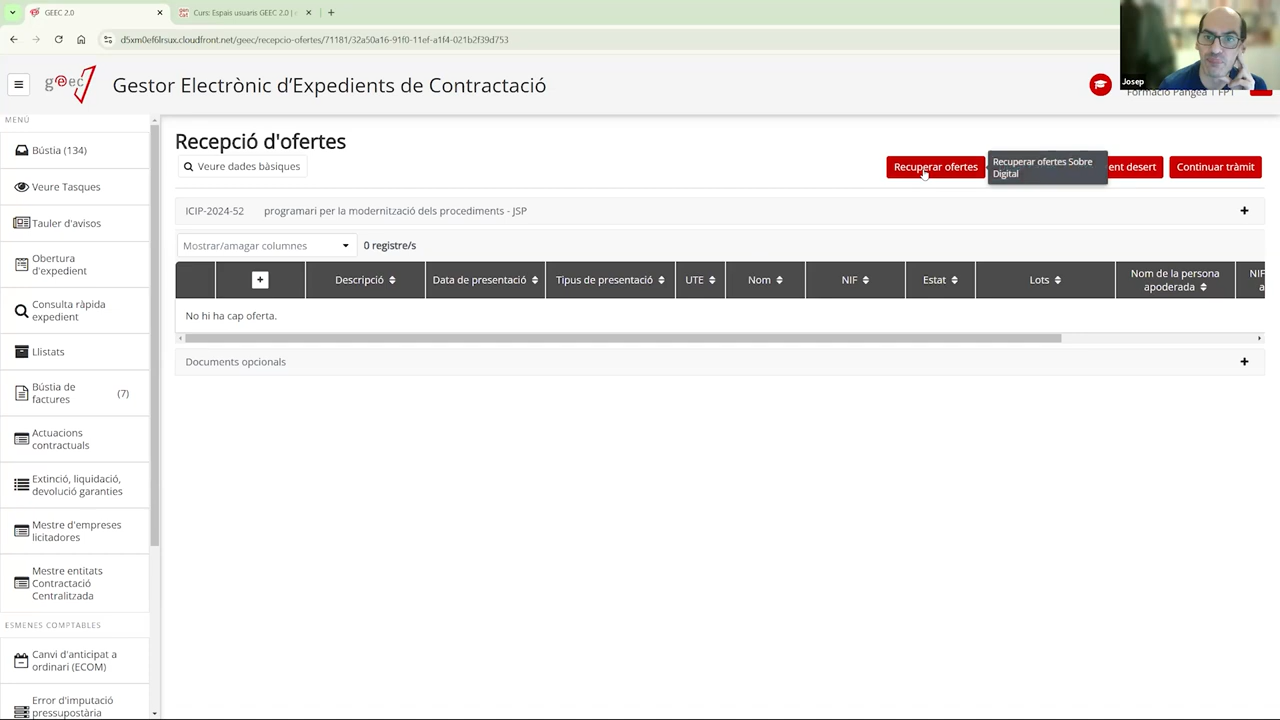 GEEC 2.0
Curs: Espais usuaris GEEC 2.0 | e
d5xm0ef6lrsux.cloudfront.net/geec/recepcio-ofertes/71181/32a50a16-91f0-11ef-a1f4-021b2f39d753
geec
Gestor Electrònic d'Expedients de Contractació
Josep
Formació Pangea 1 FP1
MENÚ
Bústia (134)
Veure Tasques
Tauler d'avisos
Obertura
d'expedient
Consulta ràpida
expedient
Llistats
Bústia de
factures (7)
Actuacions
contractuals
Extinció, liquidació,
devolució garanties
Mestre d'empreses
licitadores
Mestre entitats
Contractació
Centralitzada
ESMENES COMPTABLES
Canvi d'anticipat a
ordinari (ECOM)
Error d'imputació
pressupostària
Recepció d'ofertes
Veure dades bàsiques
Recuperar ofertes
Recuperar ofertes Sobre
Digital
ent desert
Continuar tràmit
ICIP-2024-52 programari per la modernització dels procediments - JSP
Mostrar/amagar columnes
0 registre/s
Descripció
Data de presentació
Tipus de presentació
UTE
Nom
NIF
Estat
Lots
Nom de la persona
apoderada
NIF
a
No hi ha cap oferta.
Documents opcionals